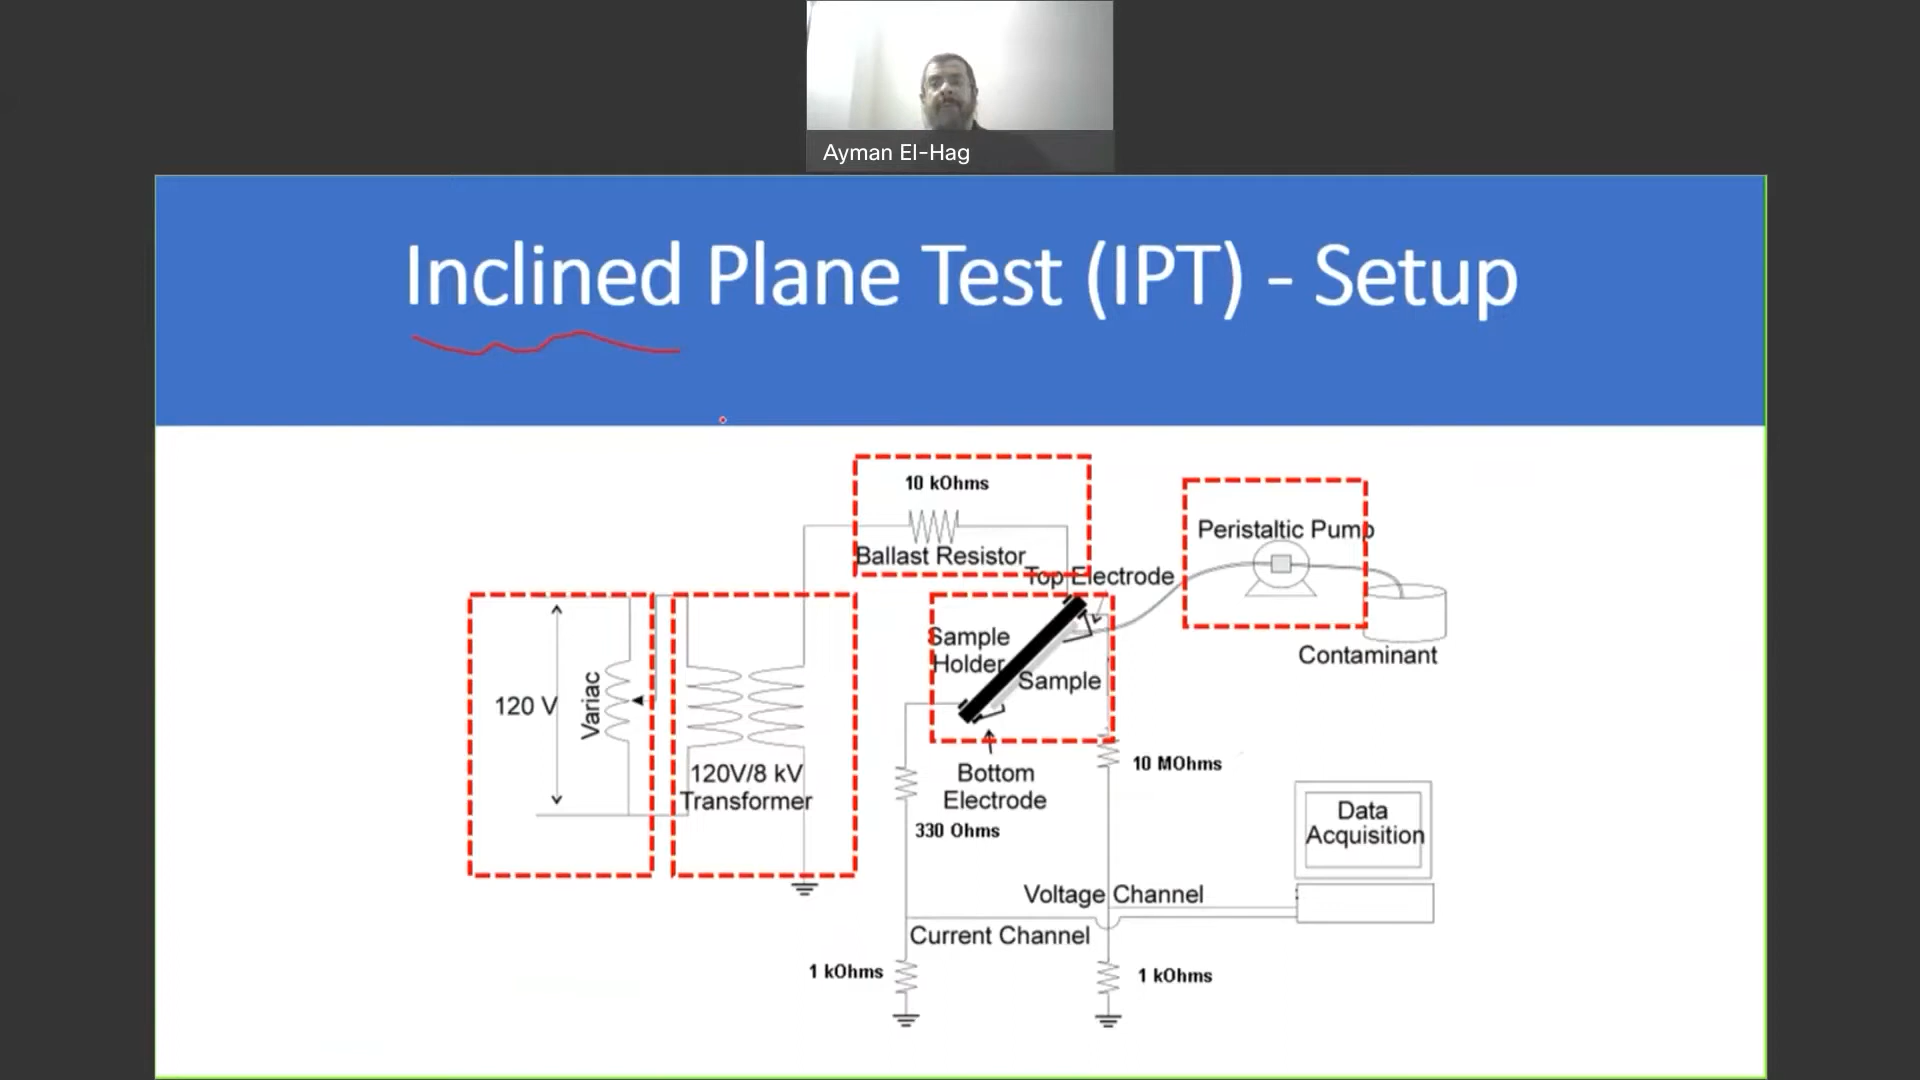 Ayman El-Hag
Inclined Plane Test (IPT) - Setup
10 kOhms
Ballast Resistor
Peristaltic Pump
Top Electrode
Sample
Holder
Sample
Contaminant
120 V
Variac
120V/8 kV
Transformer
Bottom
Electrode
10 MOhms
330 Ohms
Data
Acquisition
Voltage Channel
Current Channel
1 kOhms
1 kOhms